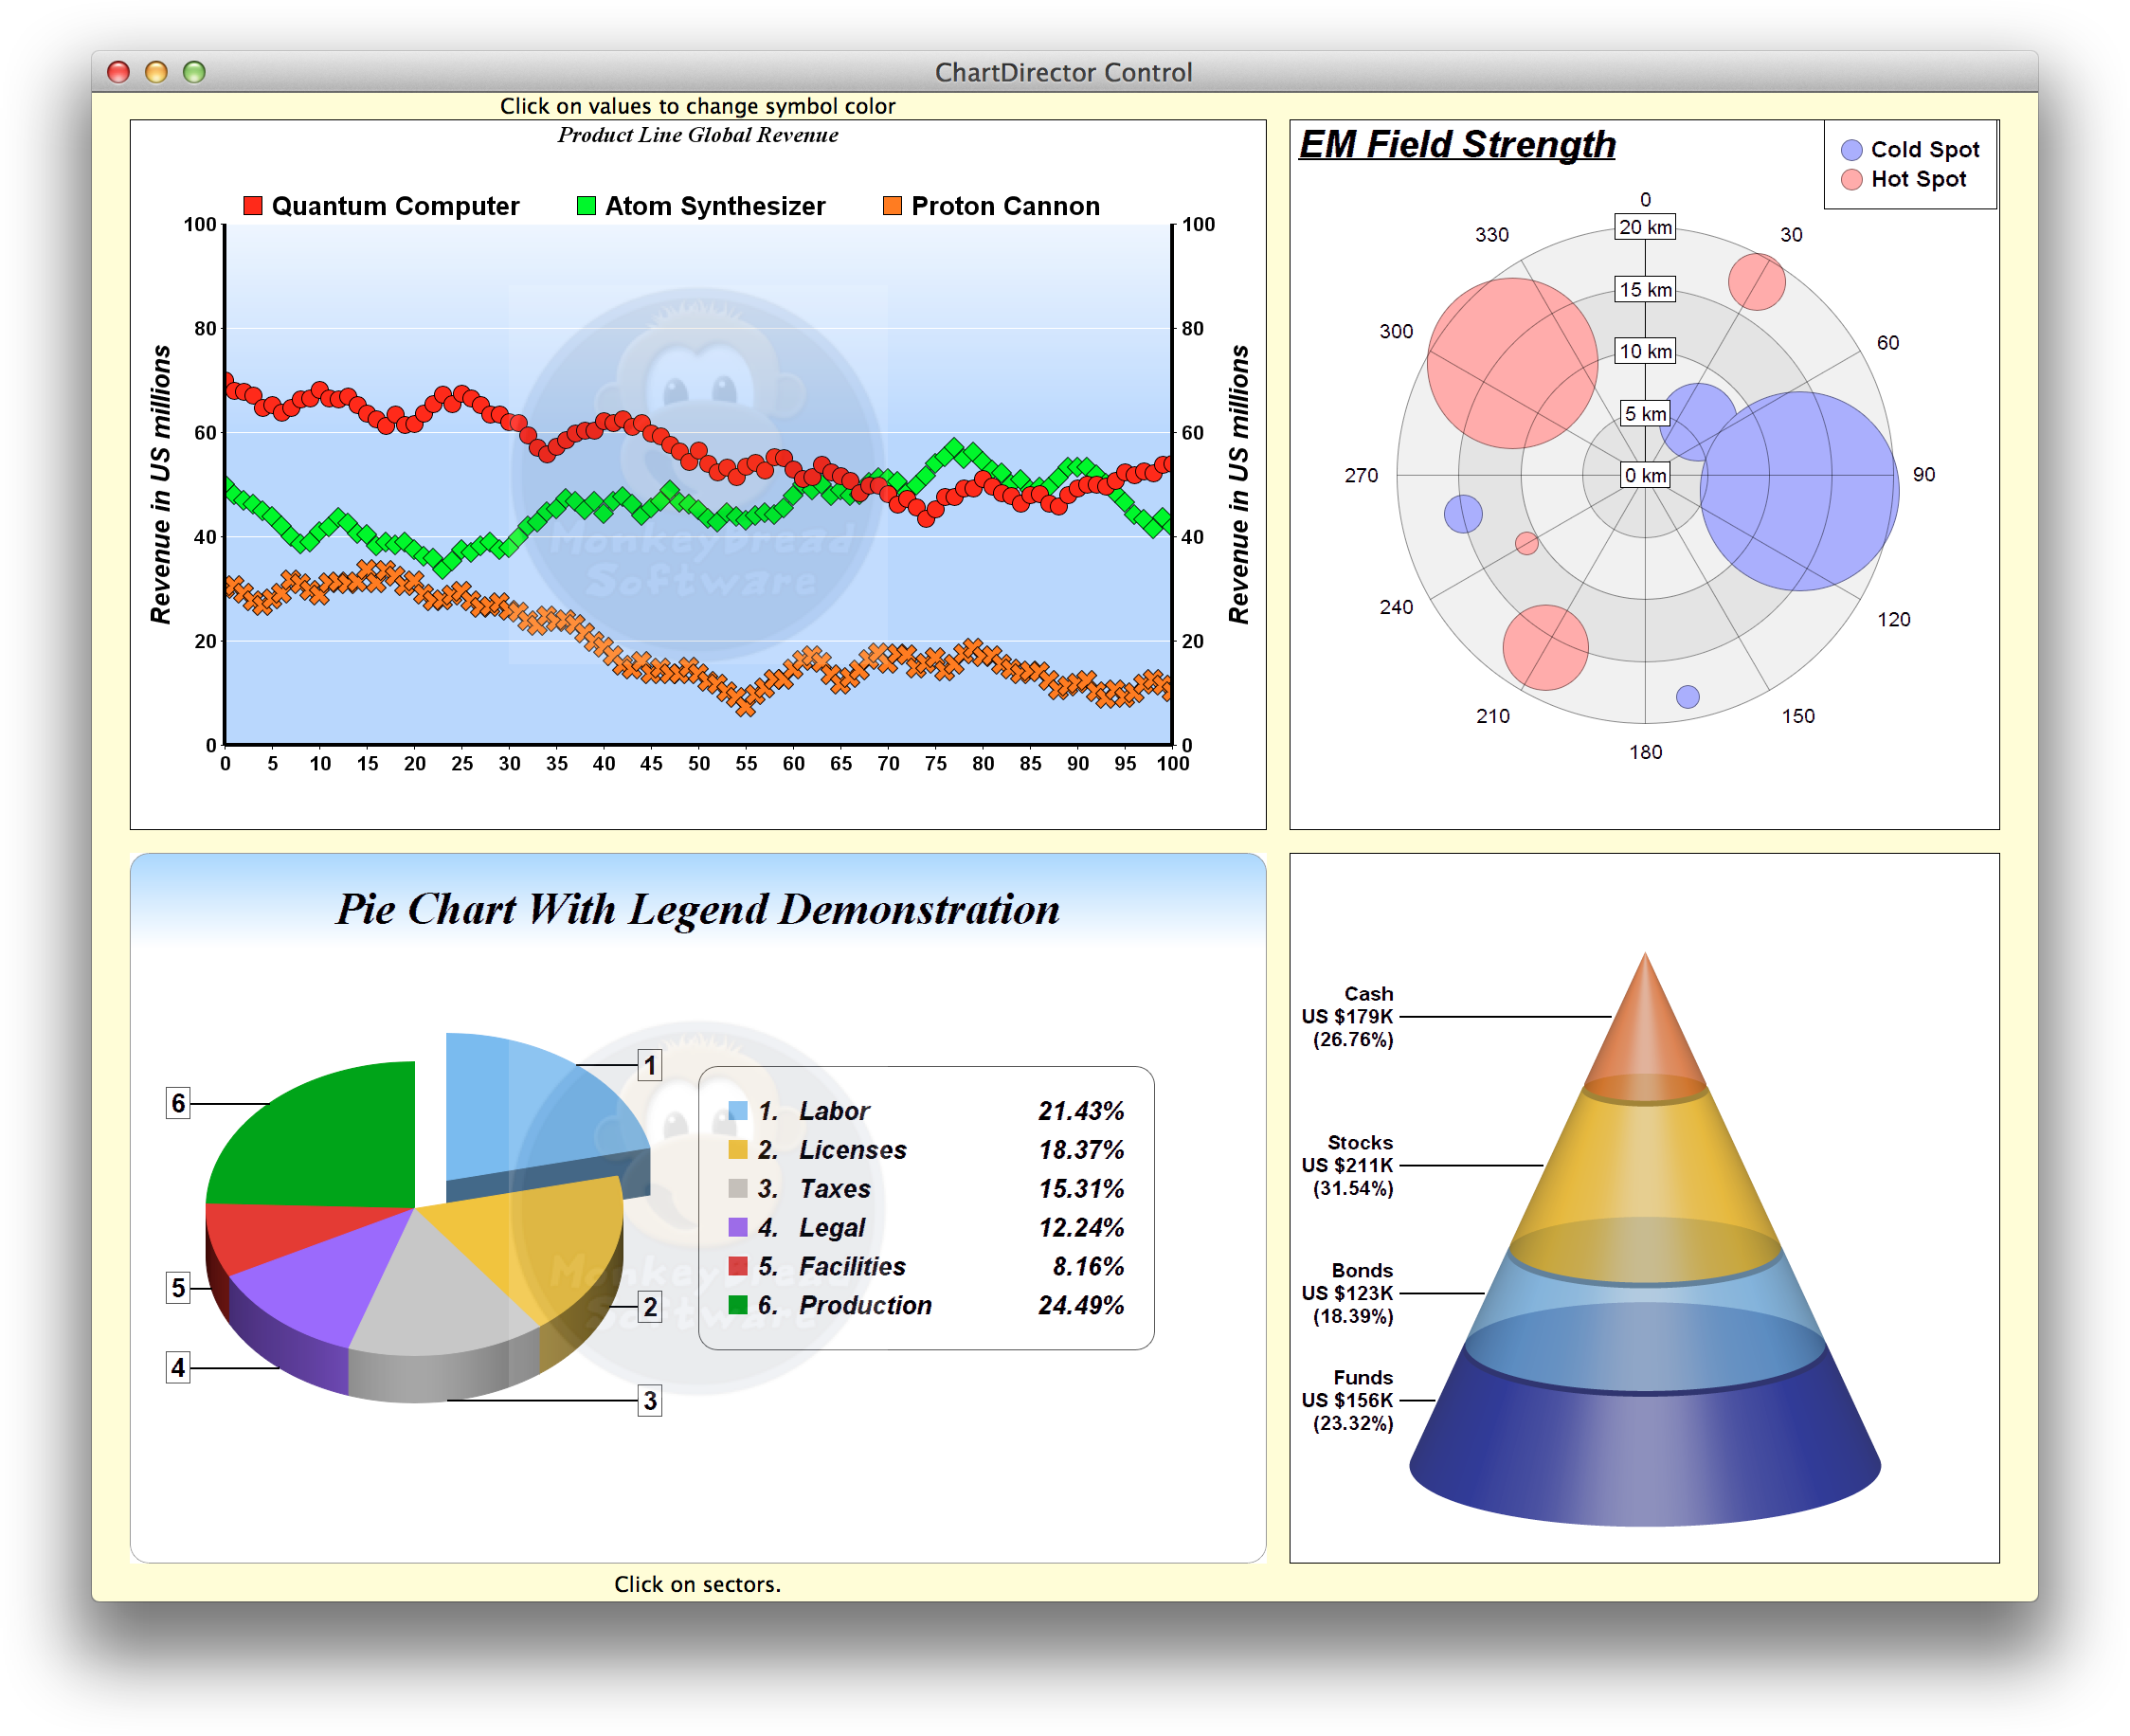 ChartDirector Control
Click on values to change symbol color
Product Line Global Revenue
Quantum Computer Atom Synthesizer Proton Cannon
Revenue in US millions
100
80
60
40
20
0
0 5 10 15 20 25 30 35 40 45 50 55 60 65 70 75 80 85 90 95 100
100
80
60
40
20
0
Revenue in US millions
Monkeybread
Software
EM Field Strength
Cold Spot
Hot Spot
0
30
60
90
120
150
180
210
240
270
300
330
20 km
15 km
10 km
5 km
0 km
Pie Chart With Legend Demonstration
1
2
3
4
5
6
1. Labor 21.43%
2. Licenses 18.37%
3. Taxes 15.31%
4. Legal 12.24%
5. Facilities 8.16%
6. Production 24.49%
Monkeybread
Software
Cash
US $179K
(26.76%)
Stocks
US $211K
(31.54%)
Bonds
US $123K
(18.39%)
Funds
US $156K
(23.32%)
Click on sectors.